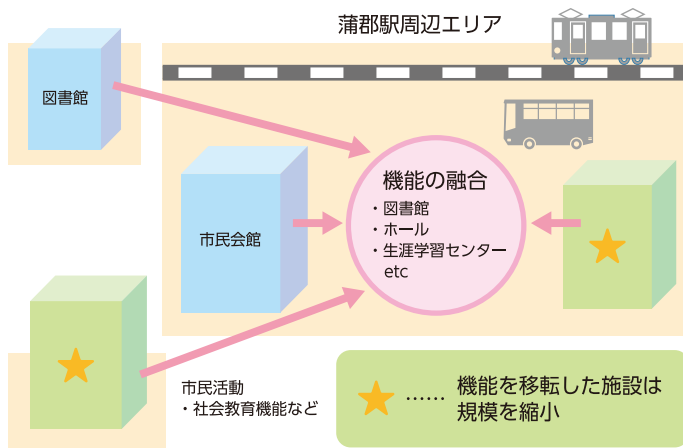 蒲郡駅周辺エリア
図書館
機能の融合
・図書館
・ホール
・生涯学習センター
etc
市民会館
市民活動
・社会教育機能など
★ …… 機能を移転した施設は
規模を縮小